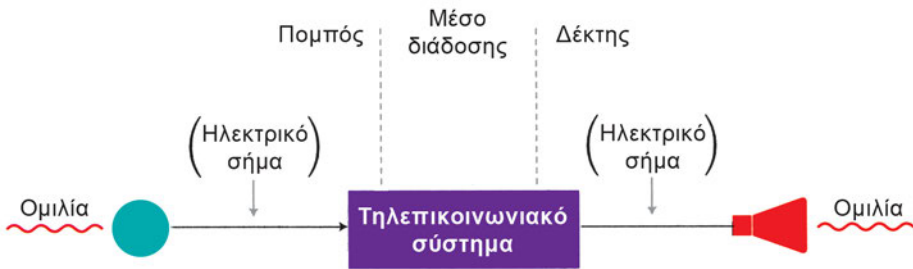 Πομπός
Μέσο
διάδοσης
Δέκτης
(Ηλεκτρικό
σήμα)
(Ηλεκτρικό
σήμα)
Ομιλία
Τηλεπικοινωνιακό
σύστημα
Ομιλία